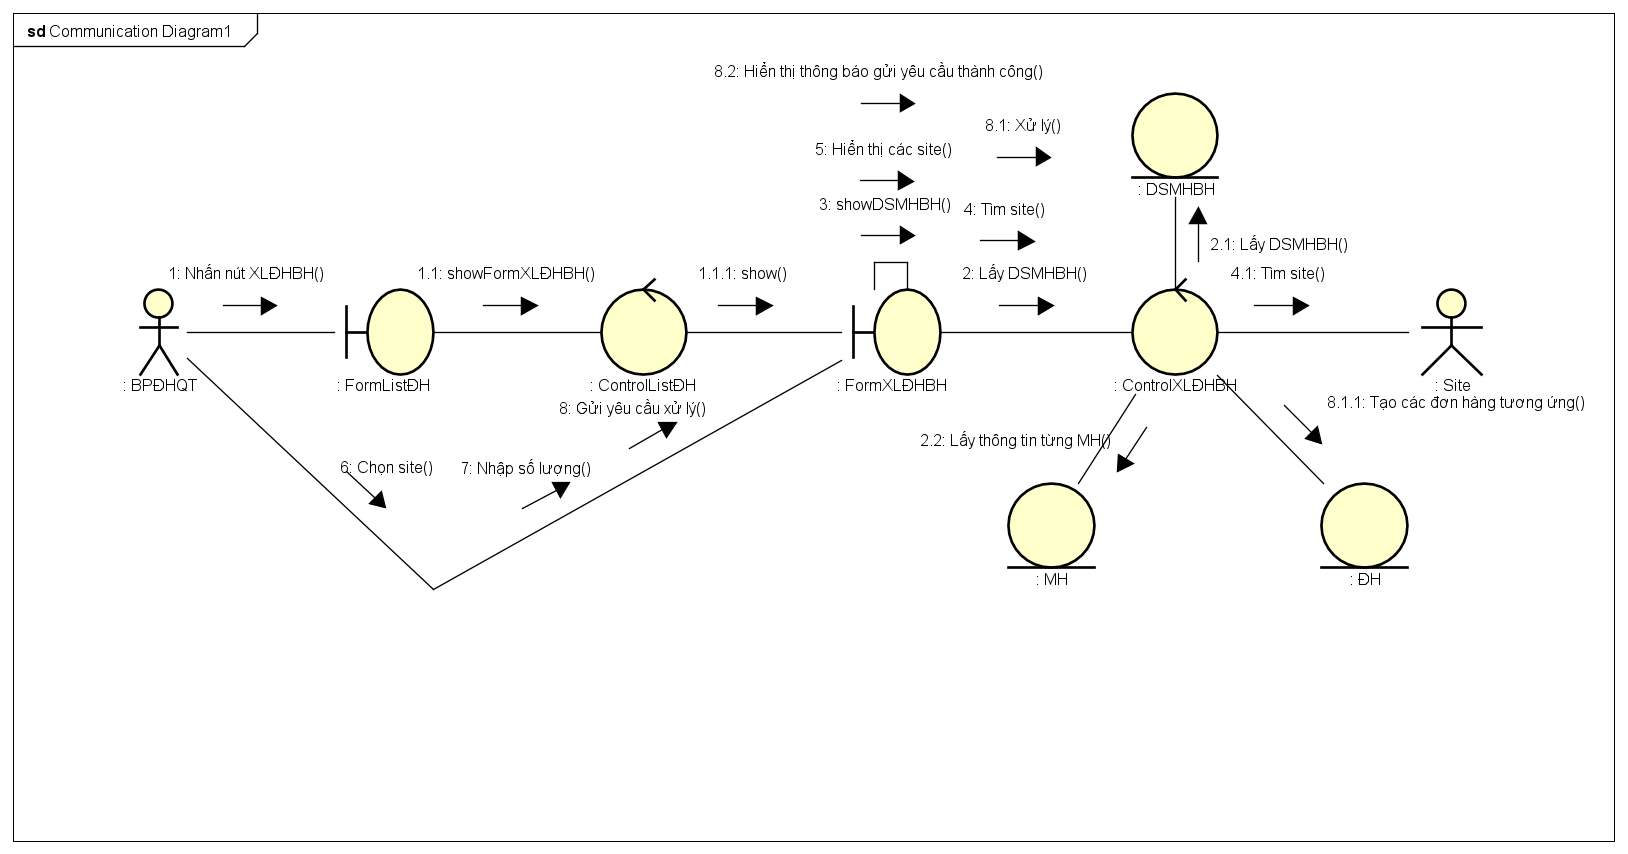 sd Communication Diagram1
8.2: Hiển thị thông báo gửi yêu cầu thành công()
8.1: Xử lý()
5: Hiển thị các site()
: DSMHBH
3: showDSMHBH()
4: Tìm site()
2.1: Lấy DSMHBH()
1: Nhấn nút XLĐHBH()
1.1: showFormXLĐHBH()
1.1.1: show()
2: Lấy DSMHBH()
4.1: Tìm site()
: BPĐHQT
: FormListĐH
: ControlListĐH
: FormXLĐHBH
: ControlXLĐHBH
: Site
8: Gửi yêu cầu xử lý()
8.1.1: Tạo các đơn hàng tương ứng()
2.2: Lấy thông tin từng MH()
6: Chọn site()
7: Nhập số lượng()
: MH
: ĐH